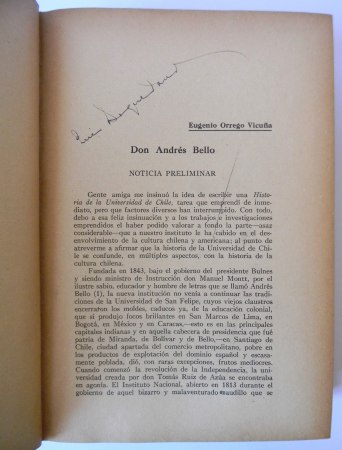 Eugenio Orrego Vicuña
Don Andrés Bello
NOTICIA PRELIMINAR
Gente amiga me insinuó la idea de escribir una Histo-
ria de la Universidad de Chile, tarea que emprendí de inme-
diato, pero que factores diversos han interrumpido. Con todo,
debo a esa feliz insinuación y a los trabajos e investigaciones
emprendidos el haber podido valorar a fondo la parte—asaz
considerable—que a nuestro instituto le ha cabido en el des-
envolvimiento de la cultura chilena y americana; al punto de
atreverme a afirmar que la historia de la Universidad de Chi-
le se confunde, en múltiples aspectos, con la historia de la
cultura chilena.
Fundada en 1843, bajo el gobierno del presidente Bulnes
y siendo ministro de Instrucción don Manuel Montt, por el
ilustre sabio, educador y hombre de letras que se llamó Andrés
Bello (1), la nueva institución no venía a continuar las tradi-
ciones de la Universidad de San Felipe, cuyos viejos claustros
encerraron los moldes, caducos ya, de la educación colonial,
que si produjo focos brillantes en San Marcos de Lima, en
Bogotá, en México y en Caracas,—esto es en las principales
capitales indianas y en aquella cabecera de presidencia que fué
patria de Miranda, de Bolívar y de Bello,—en Santiago de
Chile, ciudad apartada del comercio metropolitano, pobre en
los productos de explotación del dominio español y escasa-
mente poblada, dió, con raras excepciones, frutos mediocres.
Cuando comenzó la revolución de la Independencia, la uni-
versidad creada por don Tomás Ruiz de Azúa se encontraba
en agonía. El Instituto Nacional, abierto en 1813 durante el
gobierno de aquel bizarro y malaventurado caudillo que se